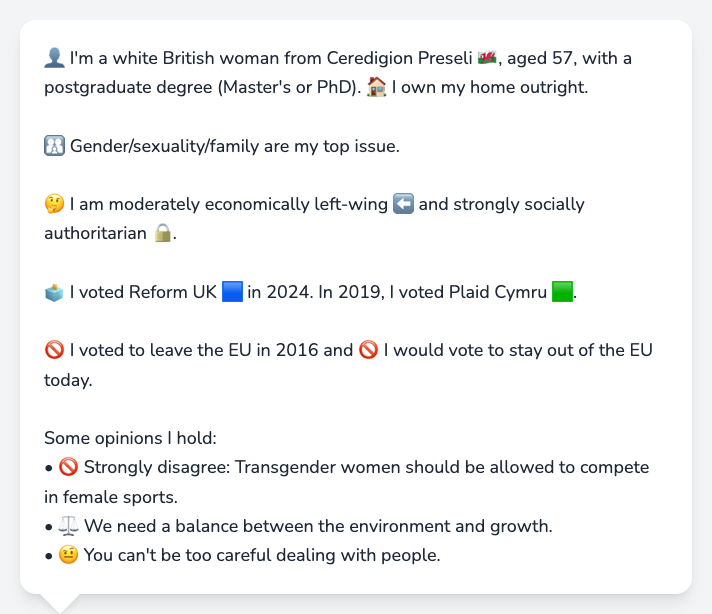 👤 I'm a white British woman from Ceredigion Preseli 🏴󠁧󠁢󠁷󠁬󠁳󠁿, aged 57, with a
postgraduate degree (Master's or PhD). 🏠 I own my home outright.
🚻 Gender/sexuality/family are my top issue.
🤔 I am moderately economically left-wing ⬅️ and strongly socially
authoritarian 🔒.
🗳️ I voted Reform UK 🟦 in 2024. In 2019, I voted Plaid Cymru 🟩.
🚫 I voted to leave the EU in 2016 and 🚫 I would vote to stay out of the EU
today.
Some opinions I hold:
• 🚫 Strongly disagree: Transgender women should be allowed to compete
in female sports.
• ⚖️ We need a balance between the environment and growth.
• 🤨 You can't be too careful dealing with people.